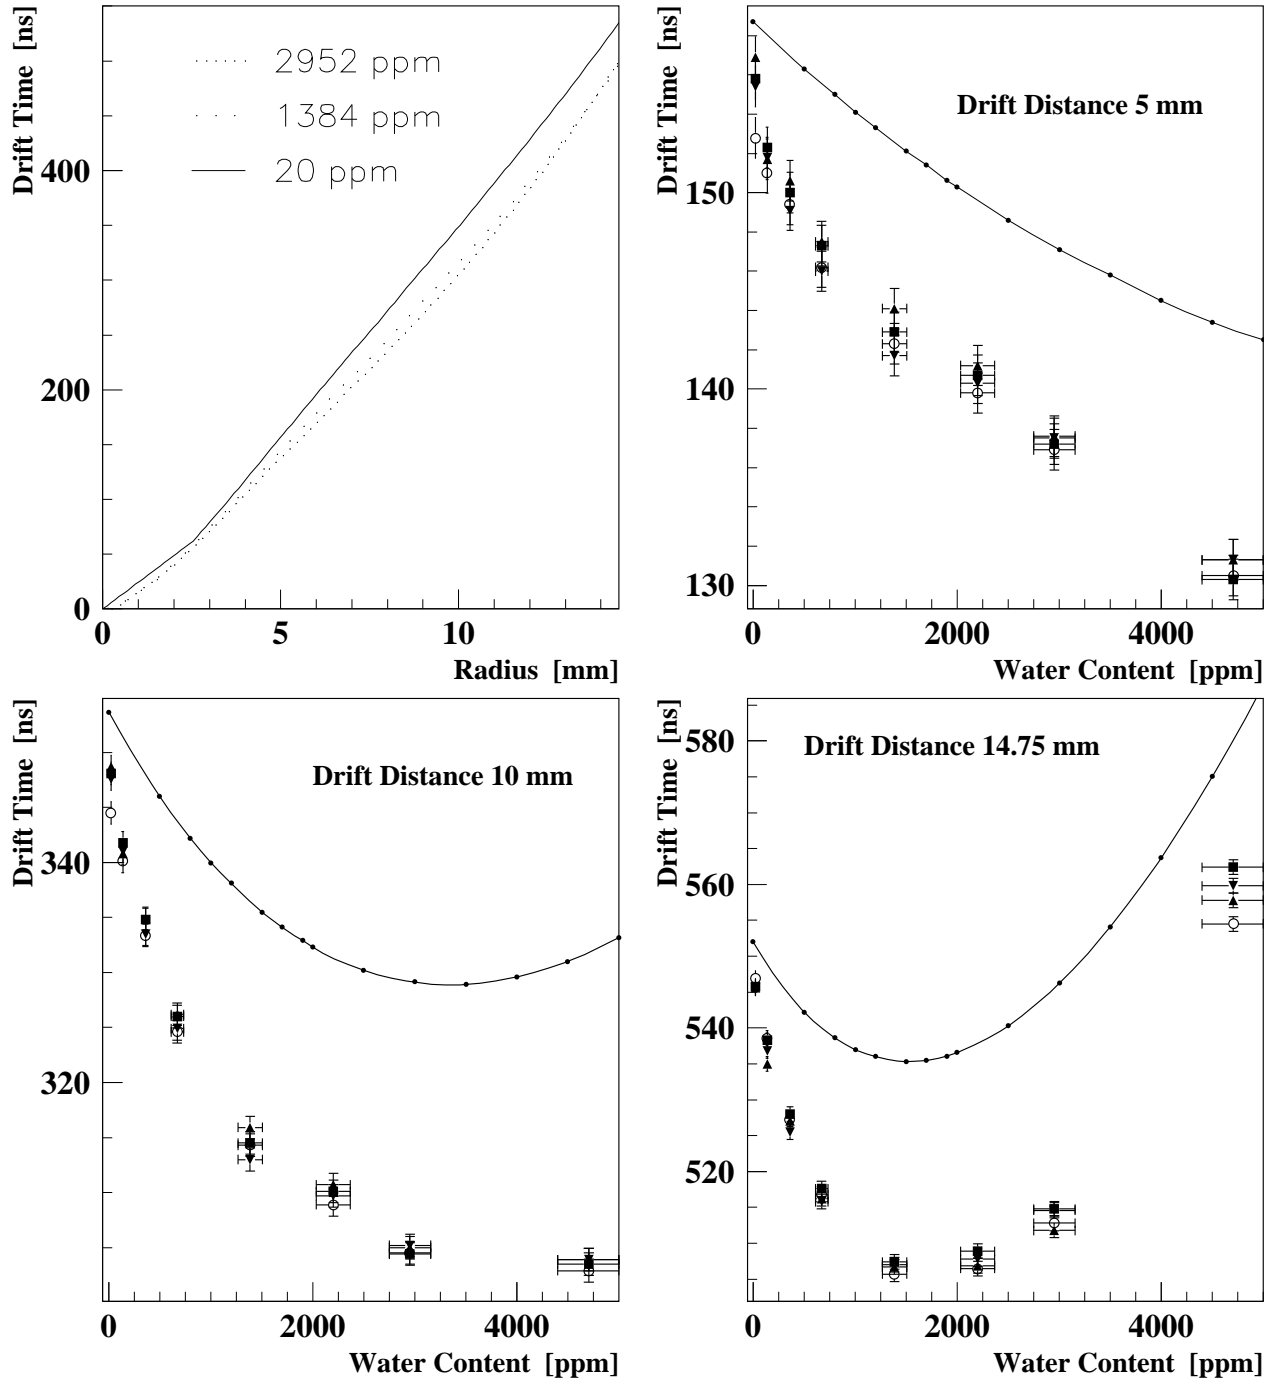 Drift Time [ns]
2952 ppm
1384 ppm
20 ppm
400
200
0
0 5 10
Radius [mm]
Drift Time [ns]
Drift Distance 5 mm
150
140
130
0 2000 4000
Water Content [ppm]
Drift Time [ns]
Drift Distance 10 mm
340
320
0 2000 4000
Water Content [ppm]
Drift Time [ns]
Drift Distance 14.75 mm
580
560
540
520
0 2000 4000
Water Content [ppm]